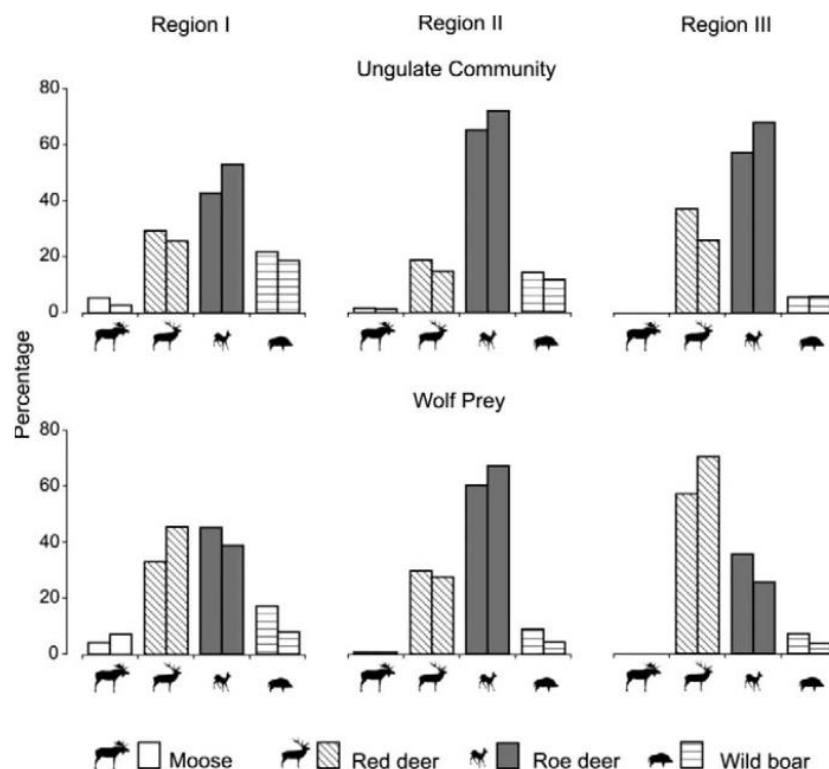 Region I Region II Region III
Ungulate Community
80
60
40
20
0
Percentage
Wolf Prey
80
60
40
20
0
Moose Red deer Roe deer Wild boar